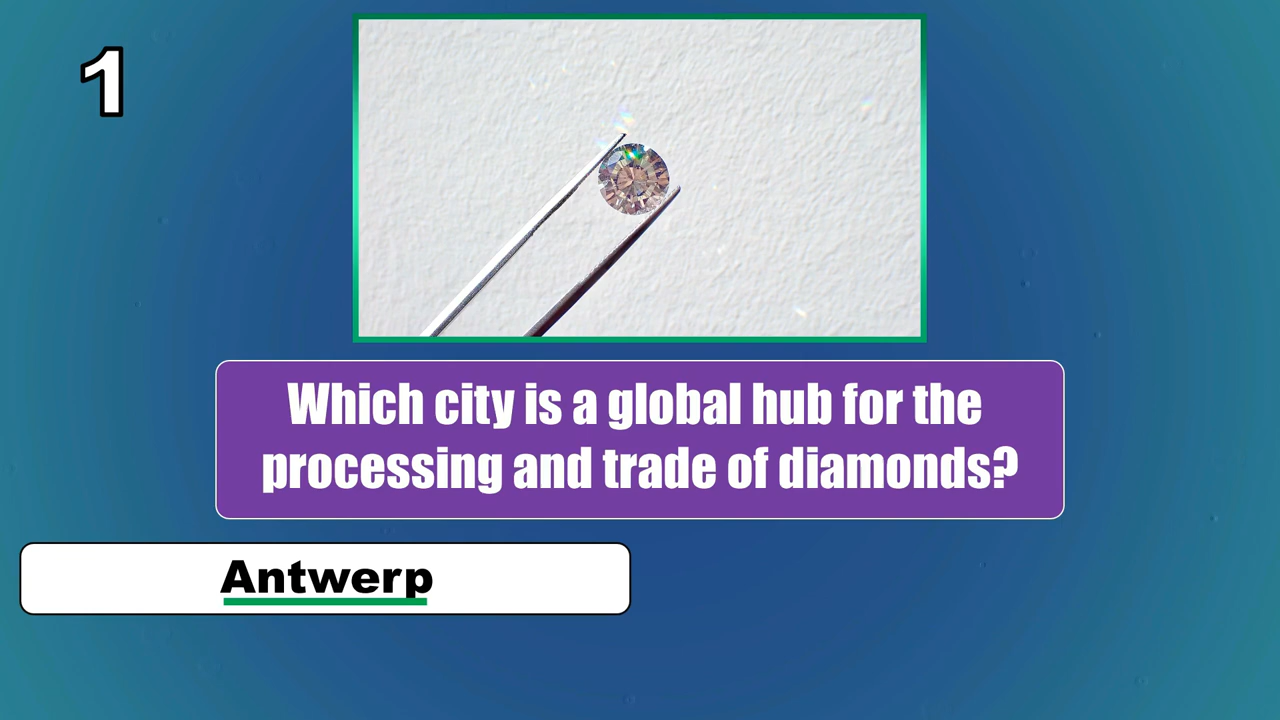 1
Which city is a global hub for the
processing and trade of diamonds?
Antwerp